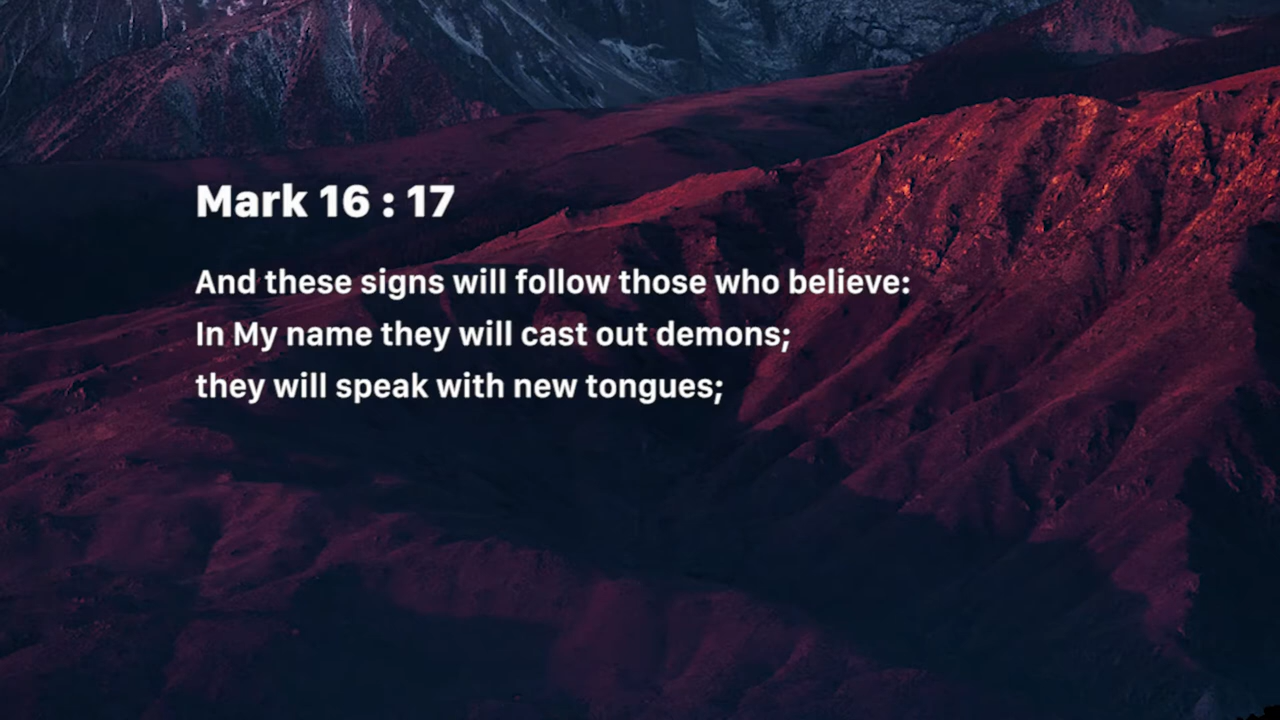 Mark 16 : 17
And these signs will follow those who believe:
In My name they will cast out demons;
they will speak with new tongues;